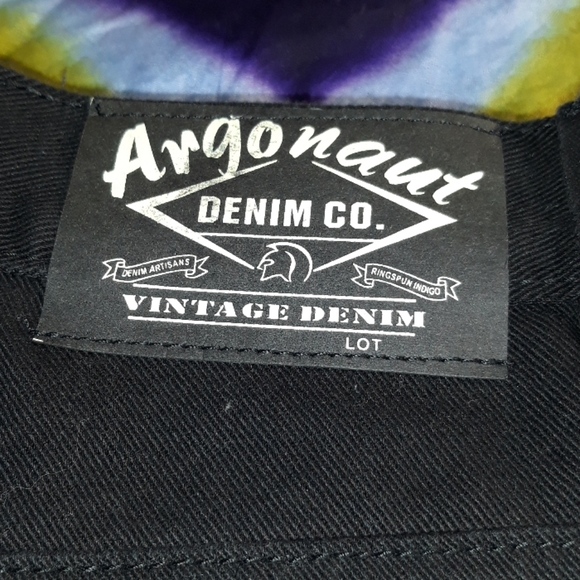 Argonaut
DENIM CO.
DENIM ARTISANS
RINGSPUN INDIGO
VINTAGE DENIM
LOT